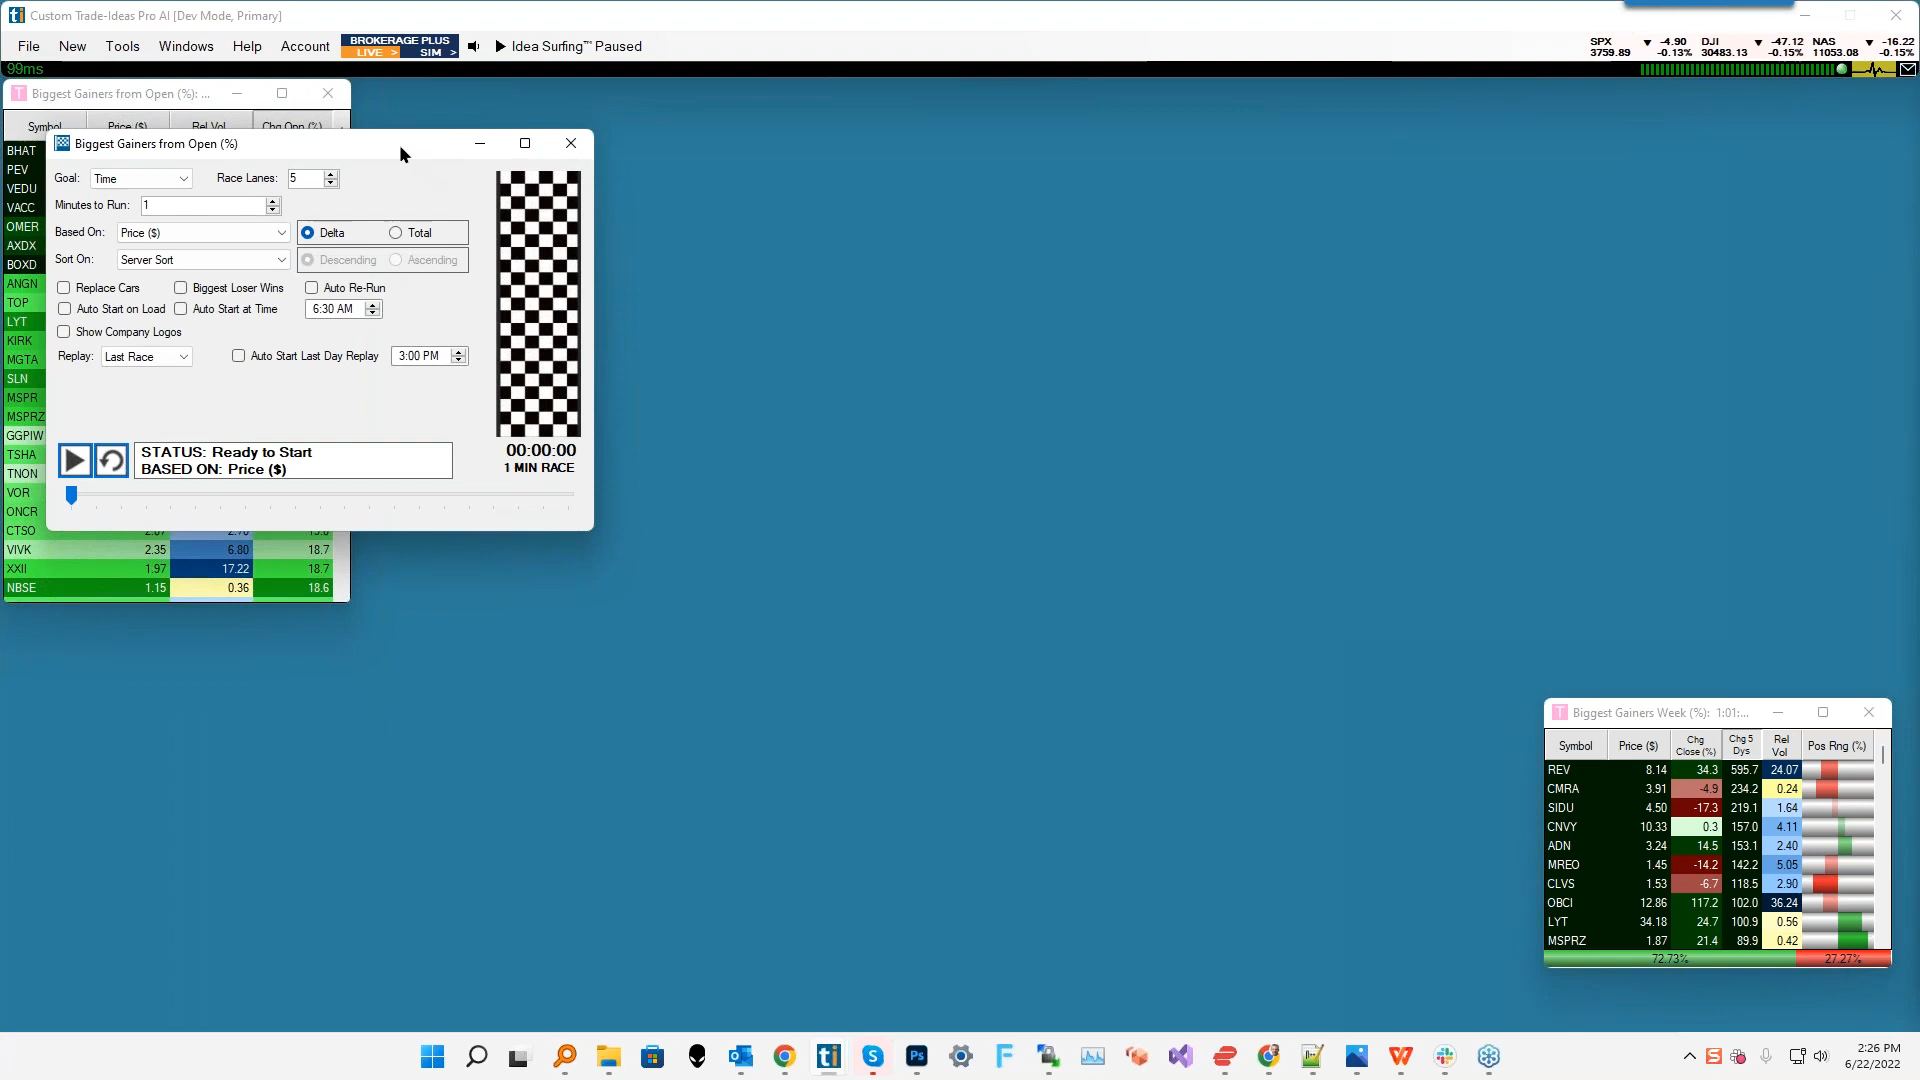 Custom Trade-Ideas Pro AI [Dev Mode, Primary]
File New Tools Windows Help Account BROKERAGE PLUS LIVE > SIM > Idea Surfing™ Paused
SPX 3759.89 -4.90 -0.13% DJI 30483.13 -47.12 -0.15% NAS 11053.08 -16.22 -0.15%
99ms
Biggest Gainers from Open (%): ...
Symbol Price ($) Rel Vol Chg Opn (%)
BHAT
PEV
VEDU
VACC
OMER
AXDX
BOXD
ANGN
TOP
LYT
KIRK
MGTA
SLN
MSPR
MSPRZ
GGPIW
TSHA
TNON
VOR
ONCR
CTSO
VIVK 2.35 6.80 18.7
XXII 1.97 17.22 18.7
NBSE 1.15 0.36 18.6
Biggest Gainers from Open (%)
Goal: Time Race Lanes: 5
Minutes to Run: 1
Based On: Price ($) Delta Total
Sort On: Server Sort Descending Ascending
Replace Cars Biggest Loser Wins Auto Re-Run
Auto Start on Load Auto Start at Time 6:30 AM
Show Company Logos
Replay: Last Race Auto Start Last Day Replay 3:00 PM
STATUS: Ready to Start
BASED ON: Price ($)
00:00:00
1 MIN RACE
Biggest Gainers Week (%): 1:01:...
Symbol Price ($) Chg Close (%) Chg 5 Dys Rel Vol Pos Rng (%)
REV 8.14 34.3 595.7 24.07
CMRA 3.91 -4.9 234.2 0.24
SIDU 4.50 -17.3 219.1 1.64
CNVY 10.33 0.3 157.0 4.11
ADN 3.24 14.5 153.1 2.40
MREO 1.45 -14.2 142.2 5.05
CLVS 1.53 -6.7 118.5 2.90
OBCI 12.86 117.2 102.0 36.24
LYT 34.18 24.7 100.9 0.56
MSPRZ 1.87 21.4 89.9 0.42
72.73% 27.27%
2:26 PM
6/22/2022